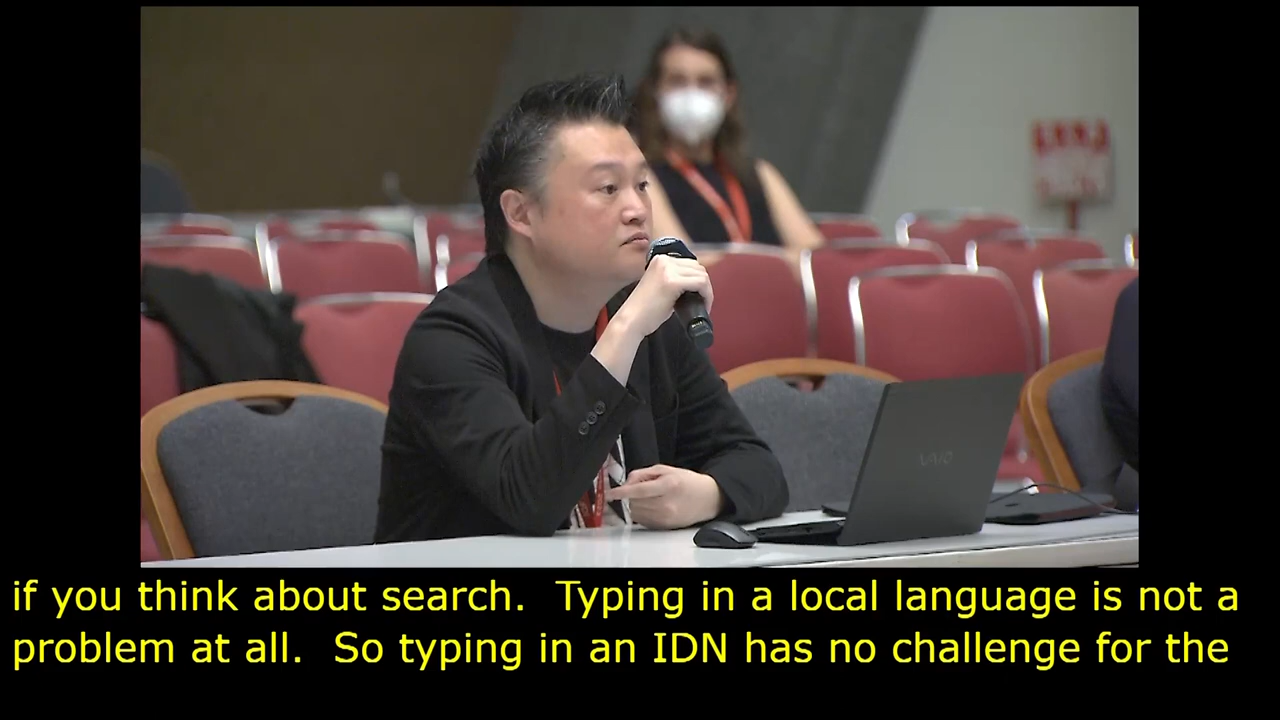 VAIO
if you think about search.  Typing in a local language is not a
problem at all.  So typing in an IDN has no challenge for the